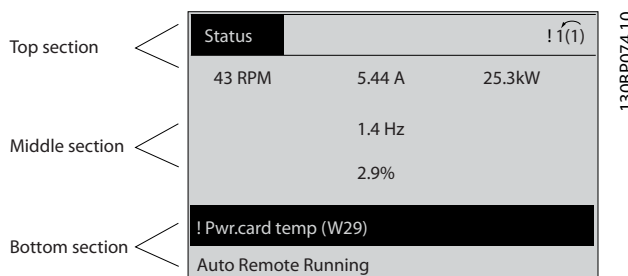 Top section
Status
! 1(1)
43 RPM 5.44 A 25.3kW
Middle section
1.4 Hz
2.9%
! Pwr.card temp (W29)
Bottom section
Auto Remote Running
130BP074.10